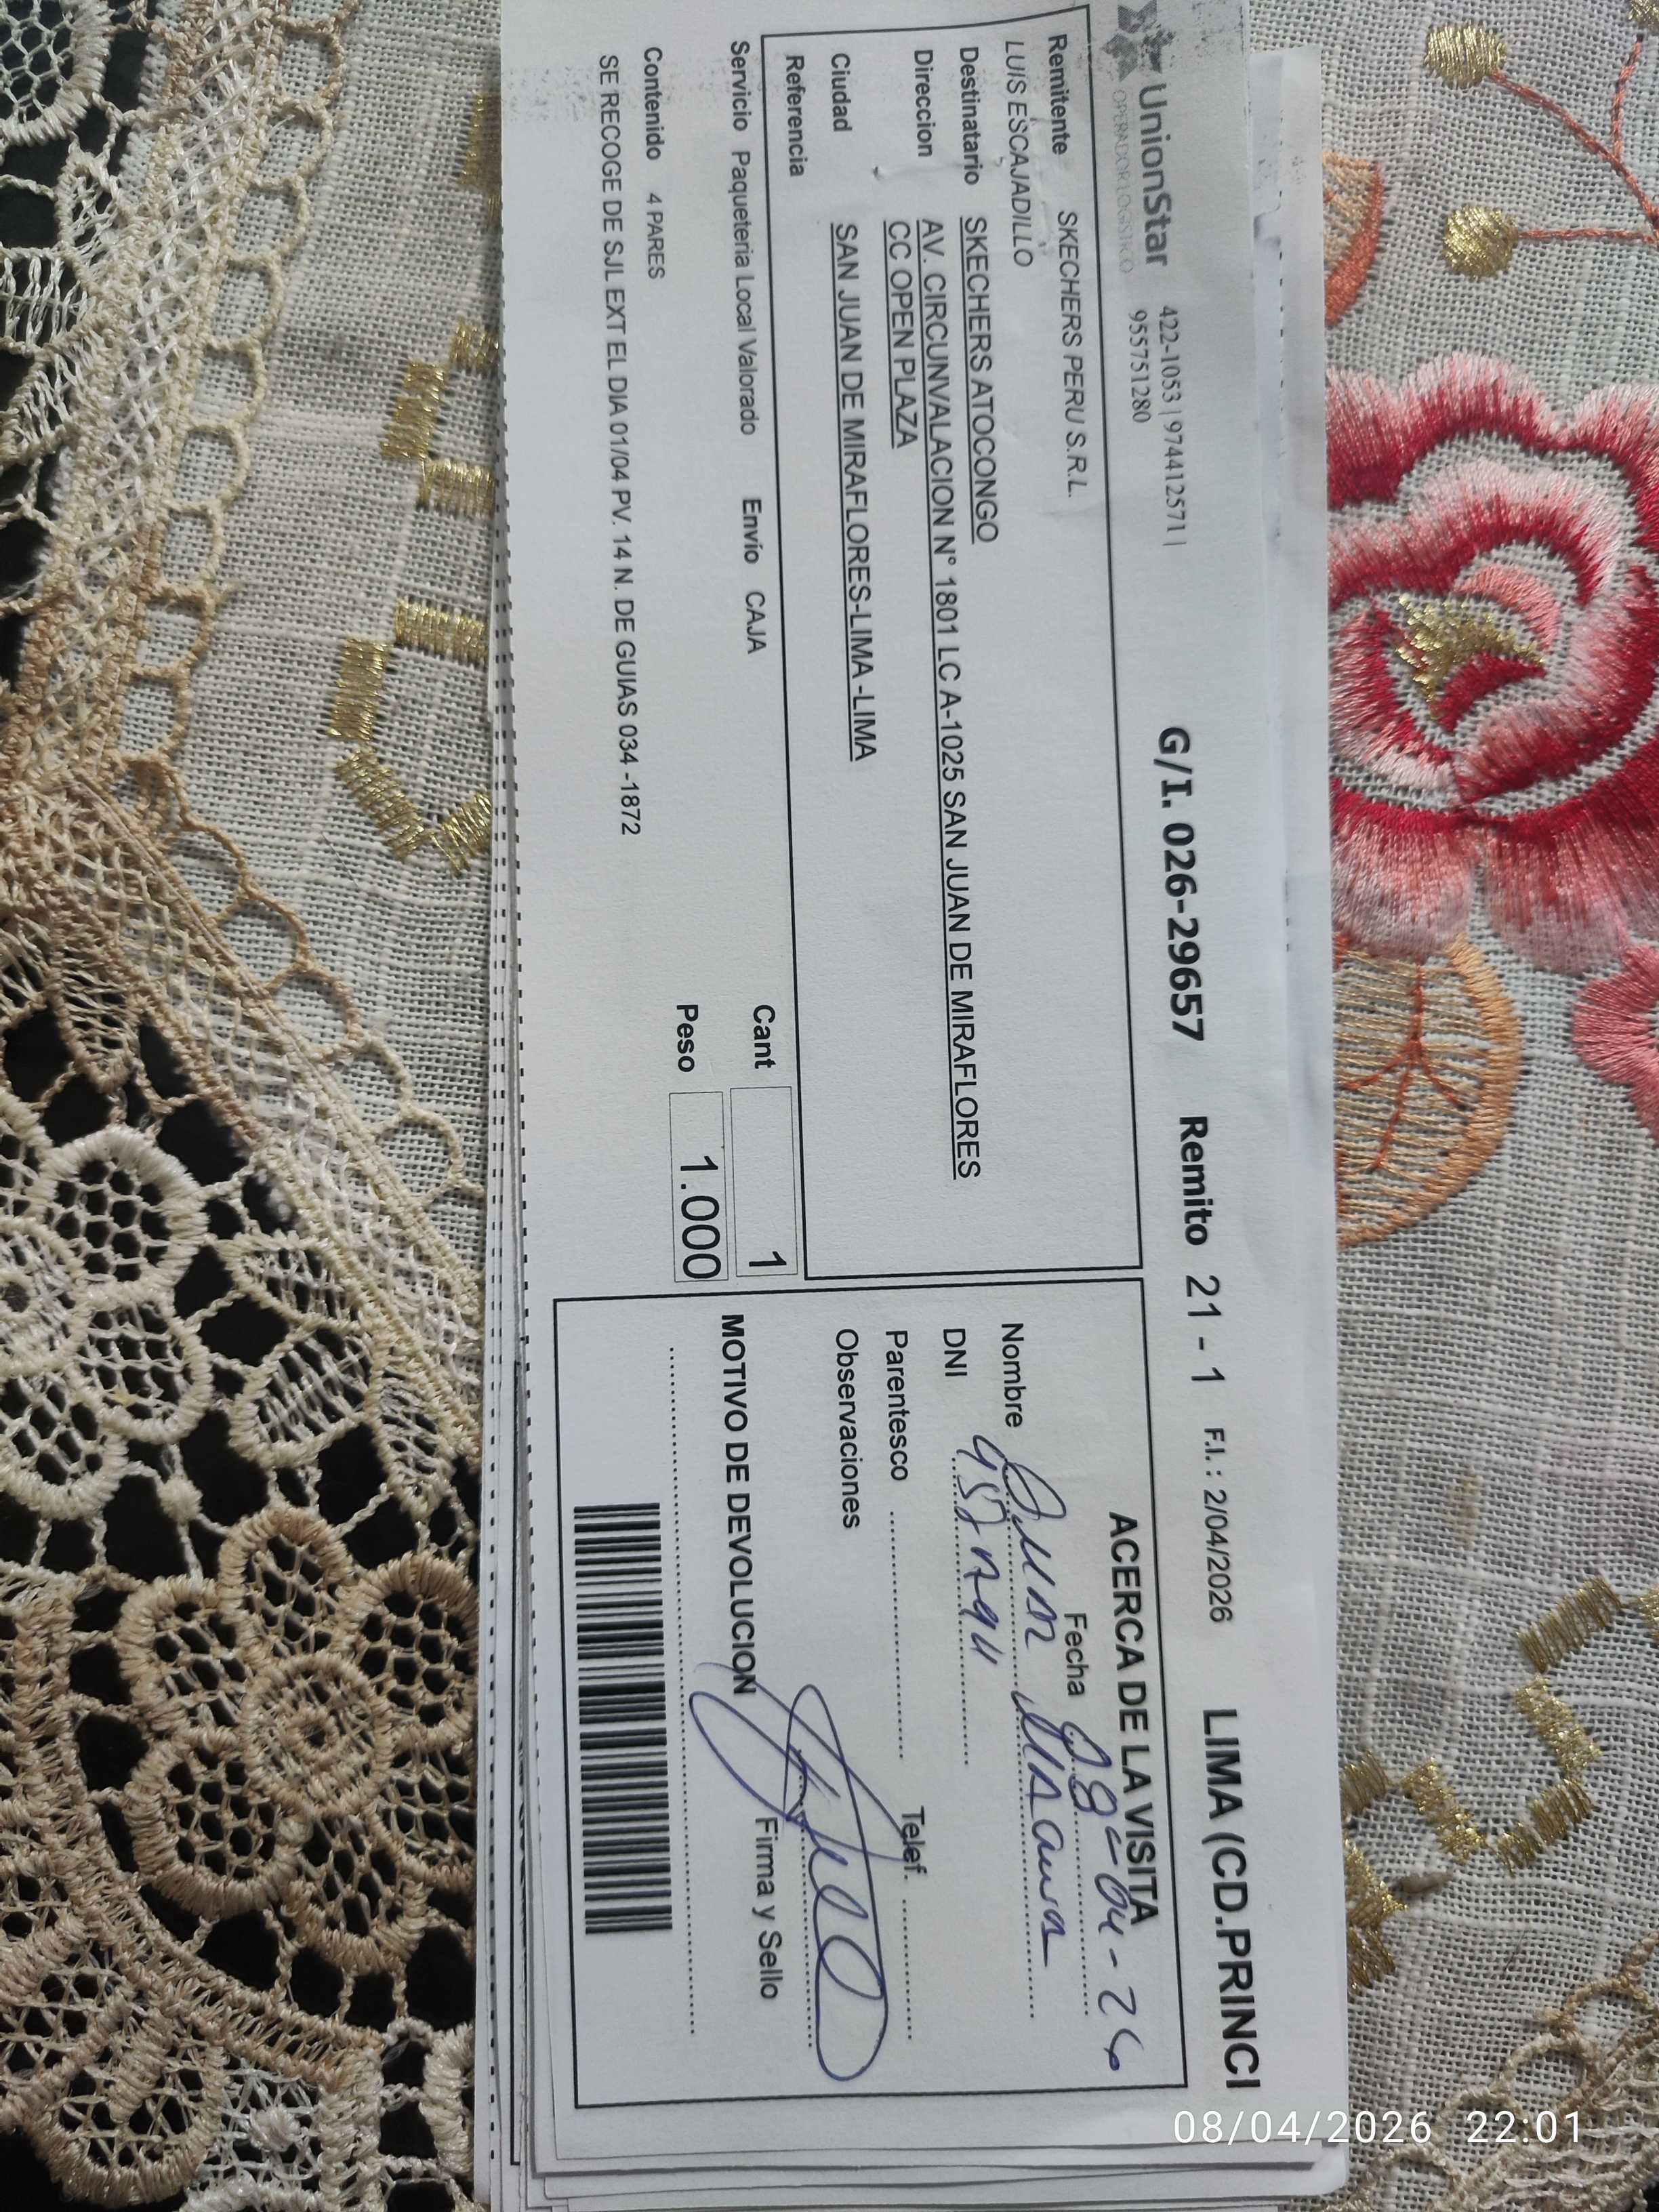 UnionStar
OPERADOR LOGISTICO
422-1053 | 974412571 |
955751280
G/I. 026-29657 Remito 21 - 1 F.I. : 2/04/2026 LIMA (CD.PRINCI
Remitente SKECHERS PERU S.R.L.
LUIS ESCAJADILLO
Destinatario SKECHERS ATOCONGO
Direccion AV. CIRCUNVALACION N° 1801 LC A-1025 SAN JUAN DE MIRAFLORES
CC OPEN PLAZA
Ciudad SAN JUAN DE MIRAFLORES-LIMA -LIMA
Referencia
Servicio Paqueteria Local Valorado Envio CAJA
Cant 1
Contenido 4 PARES
Peso 1.000
SE RECOGE DE SJL EXT EL DIA 01/04 PV. 14 N. DE GUIAS 034 -1872
ACERCA DE LA VISITA
Fecha 08-04-26
Nombre
DNI
Parentesco Telef.
Observaciones
MOTIVO DE DEVOLUCION Firma y Sello
08/04/2026 22:01